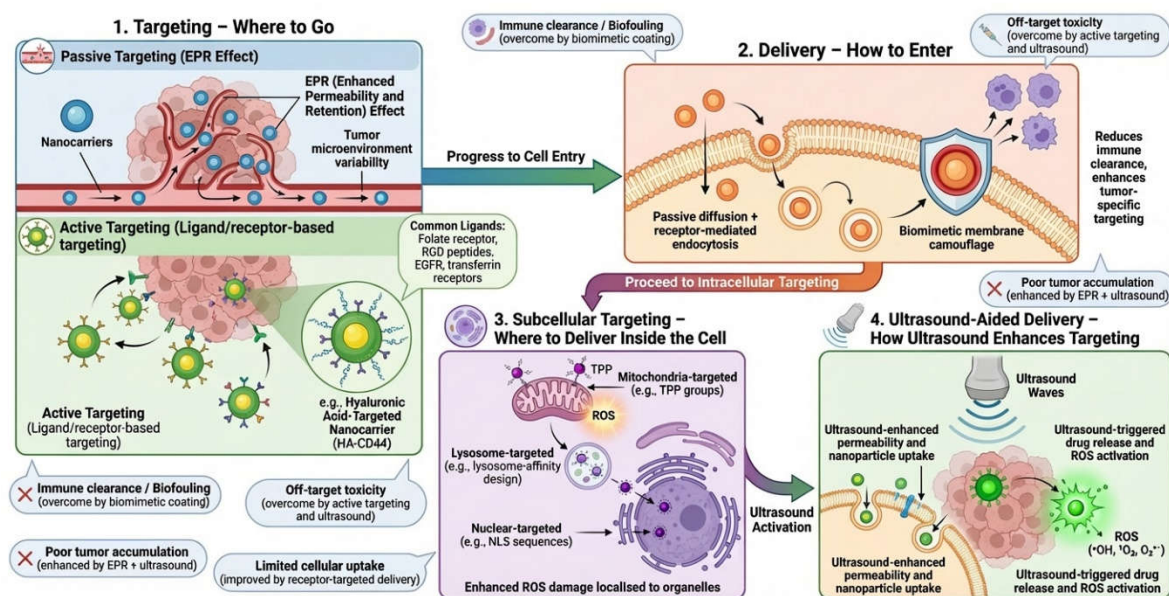 1. Targeting – Where to Go
Passive Targeting (EPR Effect)
EPR (Enhanced
Permeability and
Retention) Effect
Nanocarriers
Tumor
microenvironment
variability
Active Targeting (Ligand/receptor-based
targeting)
Common Ligands:
Folate receptor,
RGD peptides.
EGFR, transferrin
receptors
Active Targeting
(Ligand/receptor-based
targeting)
e.g., Hyaluronic
Acid-Targeted
Nanocarrier
(HA-CD44)
Immune clearance / Biofouling
(overcome by biomimetic coating)
Off-target toxicity
(overcome by active targeting
and ultrasound)
Poor tumor accumulation
(enhanced by EPR + ultrasound)
Limited cellular uptake
(improved by receptor-targeted delivery)
Progress to Cell Entry
Immune clearance / Biofouling
(overcome by biomimetic coating)
Off-target toxicity
(overcome by active targeting
and ultrasound)
2. Delivery – How to Enter
Passive diffusion +
receptor-mediated
endocytosis
Biomimetic membrane
camouflage
Reduces
immune clearance,
enhances
tumor-
specific
targeting
Poor tumor accumulation
(enhanced by EPR + ultrasound)
Proceed to Intracellular Targeting
3. Subcellular Targeting –
Where to Deliver Inside the Cell
TPP
Mitochondria-targeted
(e.g., TPP groups)
ROS
Lysosome-targeted
(e.g., lysosome-affinity
design)
Nuclear-targeted
(e.g., NLS sequences)
Enhanced ROS damage localised to organelles
Ultrasound
Activation
4. Ultrasound-Aided Delivery –
How Ultrasound Enhances Targeting
Ultrasound
Waves
Ultrasound-enhanced
permeability and
nanoparticle uptake
Ultrasound-triggered
drug release and
ROS activation
ROS
(•OH, ¹O₂, O₂•⁻)
Ultrasound-enhanced
permeability and
nanoparticle uptake
Ultrasound-triggered drug
release and ROS activation